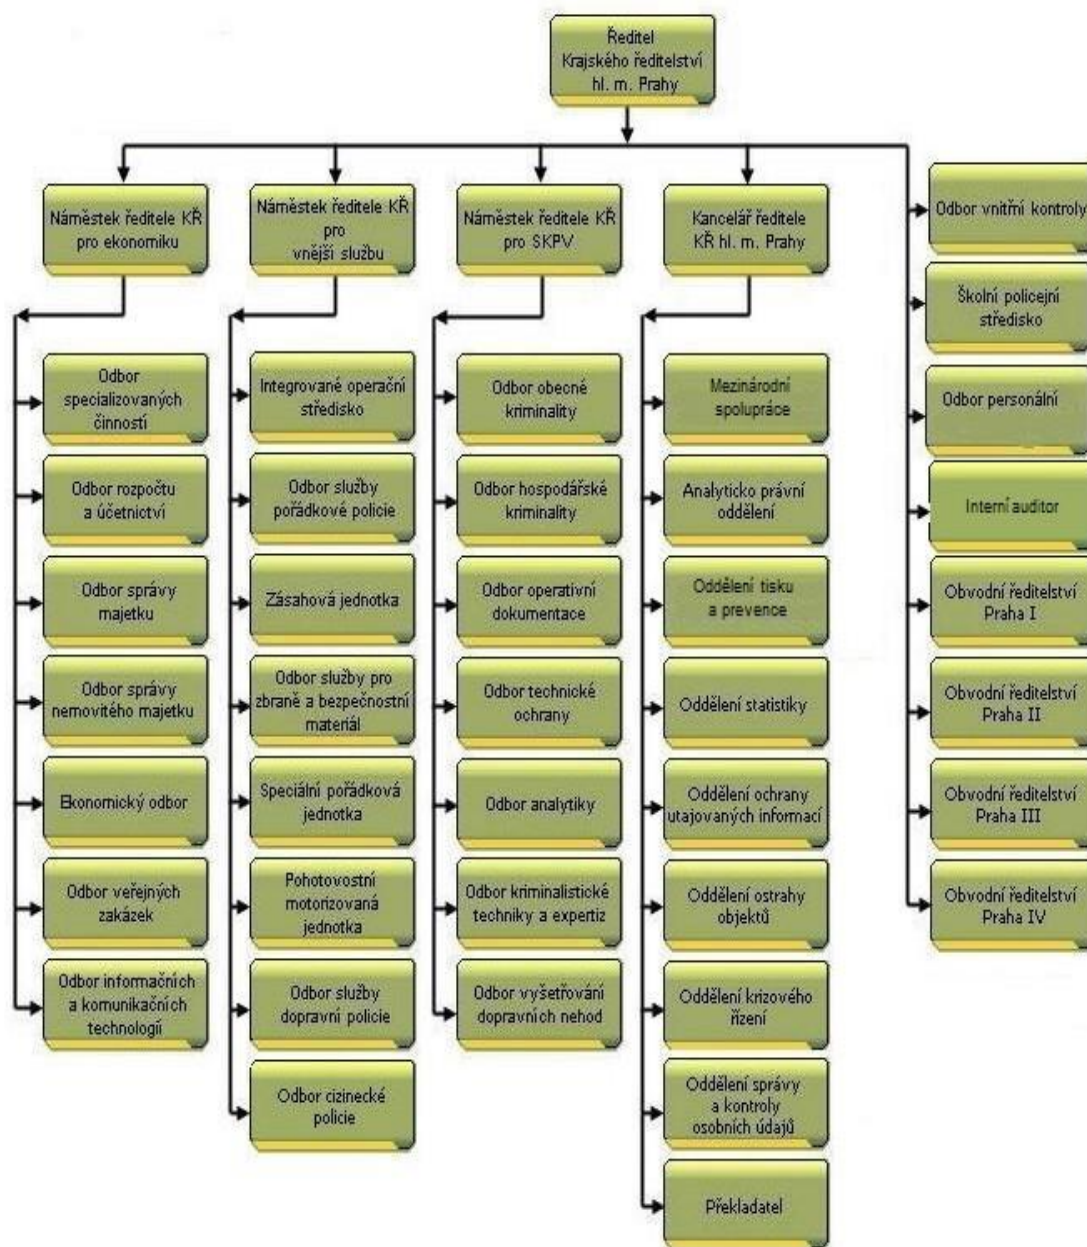 Ředitel
Krajského ředitelství
hl. m. Prahy
Náměstek ředitele KŘ
pro ekonomiku
Odbor
specializovaných
činností
Odbor rozpočtu
a účetnictví
Odbor správy
majetku
Odbor správy
nemovitého majetku
Ekonomický odbor
Odbor veřejných
zakázek
Odbor informačních
a komunikačních
technologií
Náměstek ředitele KŘ
pro
vnější službu
Integrované operační
středisko
Odbor služby
pořádkové policie
Zásahová jednotka
Odbor služby pro
zbraně a bezpečnostní
materiál
Speciální pořádková
jednotka
Pohotovostní
motorizovaná
jednotka
Odbor služby
dopravní policie
Odbor cizinecké
policie
Náměstek ředitele KŘ
pro SKPV
Odbor obecné
kriminality
Odbor hospodářské
kriminality
Odbor operativní
dokumentace
Odbor technické
ochrany
Odbor analytiky
Odbor kriminalistické
techniky a expertiz
Odbor vyšetřování
dopravních nehod
Kancelář ředitele
KŘ hl. m. Prahy
Mezinárodní
spolupráce
Analyticko právní
oddělení
Oddělení tisku
a prevence
Oddělení statistiky
Oddělení ochrany
utajovaných informací
Oddělení ostrahy
objektů
Oddělení krizového
řízení
Oddělení správy
a kontroly
osobních údajů
Překladatel
Odbor vnitřní kontroly
Školní policejní
středisko
Odbor personální
Interní auditor
Obvodní ředitelství
Praha I
Obvodní ředitelství
Praha II
Obvodní ředitelství
Praha III
Obvodní ředitelství
Praha IV